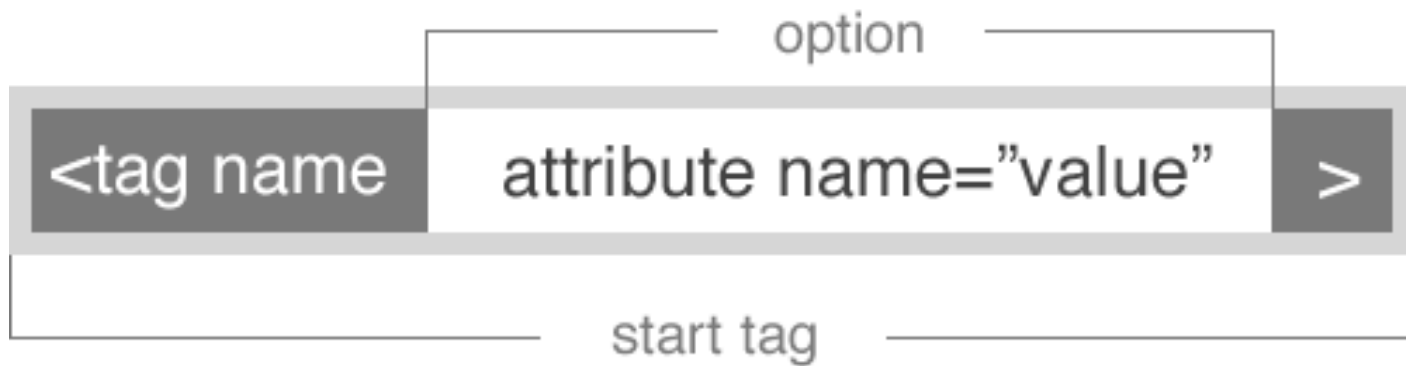 option
<tag name attribute name=”value” >
start tag